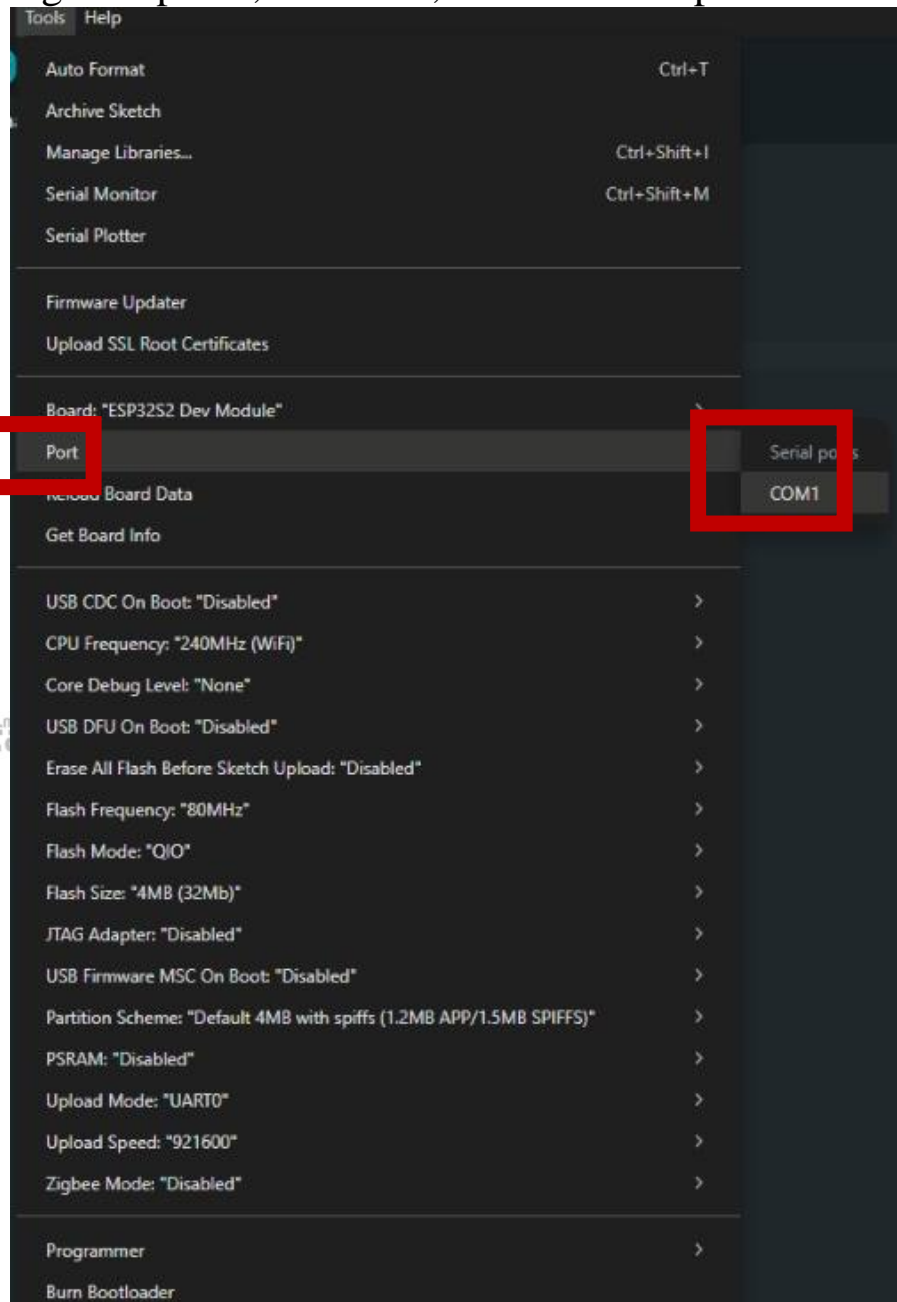 Tools Help
Auto Format Ctrl+T
Archive Sketch
Manage Libraries... Ctrl+Shift+I
Serial Monitor Ctrl+Shift+M
Serial Plotter
Firmware Updater
Upload SSL Root Certificates
Board: "ESP32S2 Dev Module"
Port Serial ports
Reload Board Data COM1
Get Board Info
USB CDC On Boot: "Disabled"
CPU Frequency: "240MHz (WiFi)"
Core Debug Level: "None"
USB DFU On Boot: "Disabled"
Erase All Flash Before Sketch Upload: "Disabled"
Flash Frequency: "80MHz"
Flash Mode: "QIO"
Flash Size: "4MB (32Mb)"
JTAG Adapter: "Disabled"
USB Firmware MSC On Boot: "Disabled"
Partition Scheme: "Default 4MB with spiffs (1.2MB APP/1.5MB SPIFFS)"
PSRAM: "Disabled"
Upload Mode: "UART0"
Upload Speed: "921600"
Zigbee Mode: "Disabled"
Programmer
Burn Bootloader